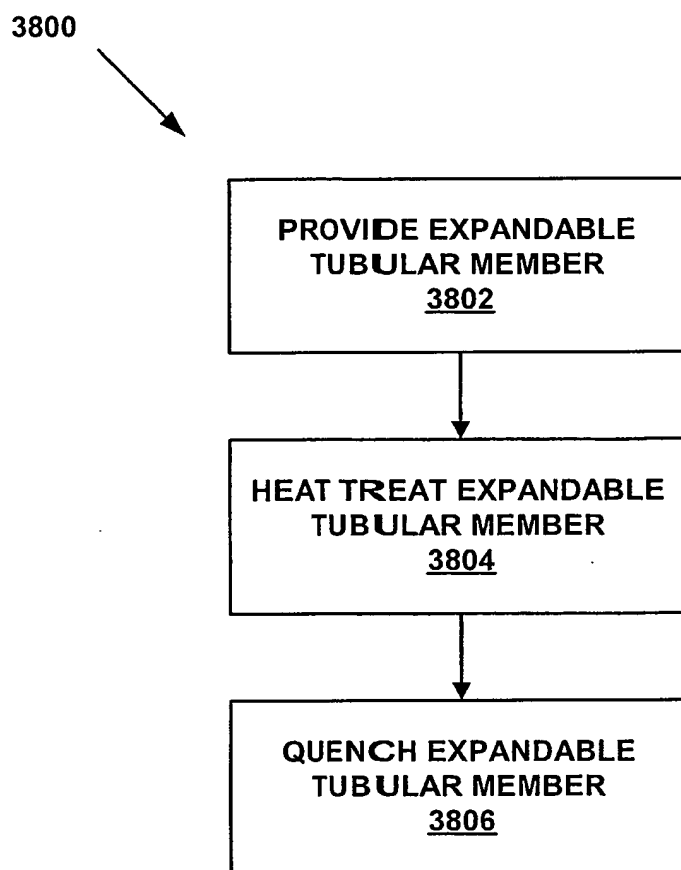 3800
PROVIDE EXPANDABLE
TUBULAR MEMBER
3802
HEAT TREAT EXPANDABLE
TUBULAR MEMBER
3804
QUENCH EXPANDABLE
TUBULAR MEMBER
3806